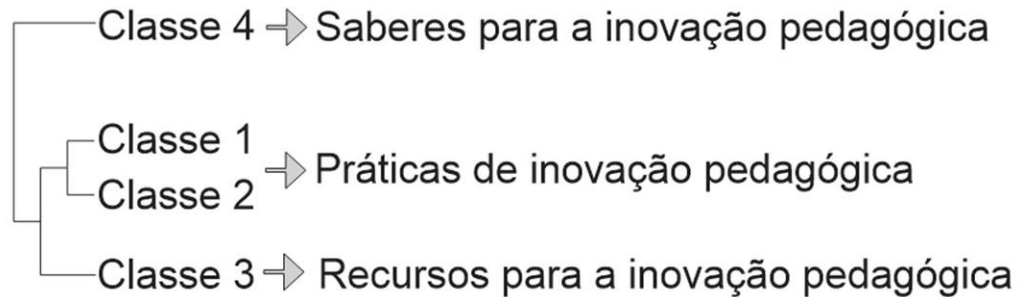 Classe 4 Saberes para a inovação pedagógica
Classe 1
Práticas de inovação pedagógica
Classe 2
Classe 3 Recursos para a inovação pedagógica